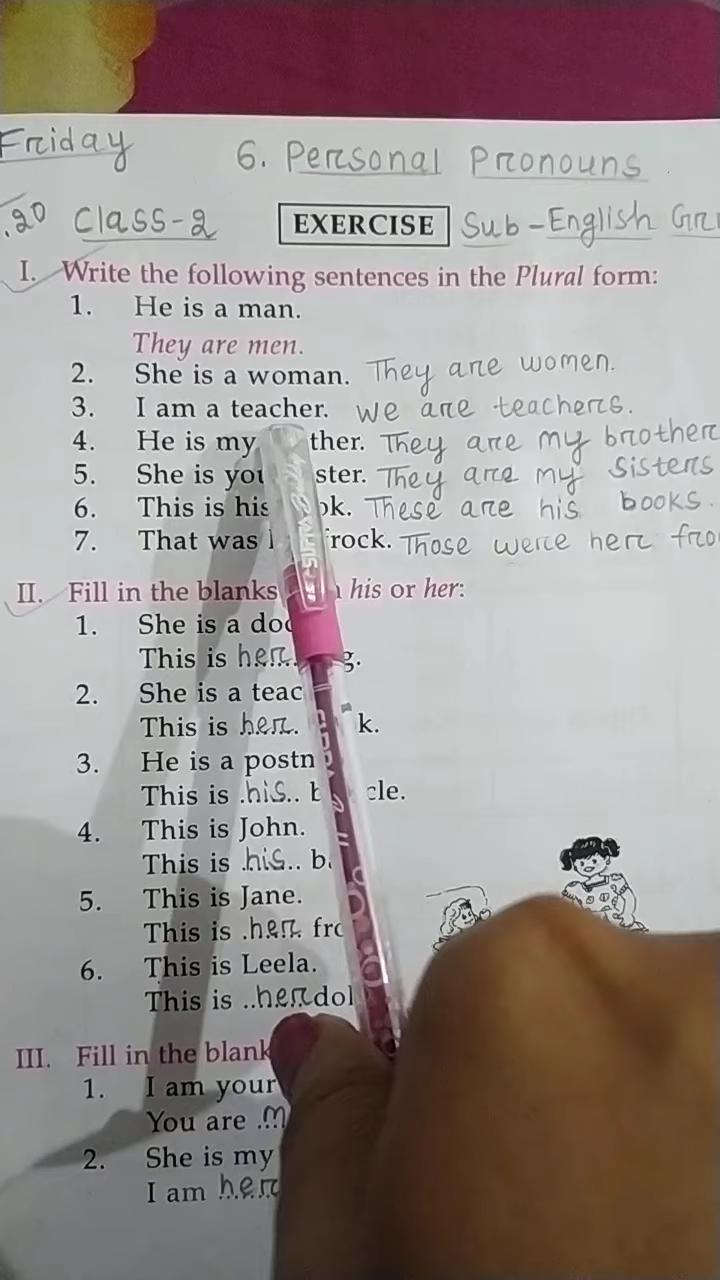 Friday 6. Personal Pronouns
.20 Class-2 EXERCISE Sub-English
I. Write the following sentences in the Plural form:
1. He is a man.
They are men.
2. She is a woman. They are women.
3. I am a teacher. We are teachers.
4. He is my ther. They are my brother
5. She is you ster. They are my sisters
6. This is his ok. These are his books.
7. That was frock. Those were her fro
II. Fill in the blanks his or her:
1. She is a doc
This is her.. g.
2. She is a teac
This is her. k.
3. He is a postn
This is .his.. b cle.
4. This is John.
This is .his.. b
5. This is Jane.
This is .her. fro
6. This is Leela.
This is ..her dol
III. Fill in the blank
1. I am your
You are .m
2. She is my
I am her